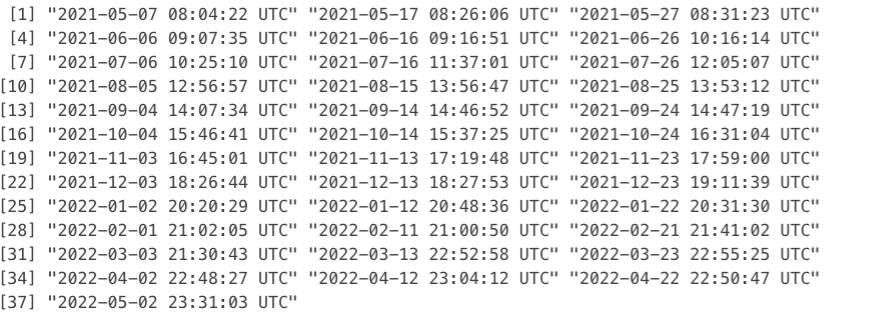 [1] "2021-05-07 08:04:22 UTC" "2021-05-17 08:26:06 UTC" "2021-05-27 08:31:23 UTC"
[4] "2021-06-06 09:07:35 UTC" "2021-06-16 09:16:51 UTC" "2021-06-26 10:16:14 UTC"
[7] "2021-07-06 10:25:10 UTC" "2021-07-16 11:37:01 UTC" "2021-07-26 12:05:07 UTC"
[10] "2021-08-05 12:56:57 UTC" "2021-08-15 13:56:47 UTC" "2021-08-25 13:53:12 UTC"
[13] "2021-09-04 14:07:34 UTC" "2021-09-14 14:46:52 UTC" "2021-09-24 14:47:19 UTC"
[16] "2021-10-04 15:46:41 UTC" "2021-10-14 15:37:25 UTC" "2021-10-24 16:31:04 UTC"
[19] "2021-11-03 16:45:01 UTC" "2021-11-13 17:19:48 UTC" "2021-11-23 17:59:00 UTC"
[22] "2021-12-03 18:26:44 UTC" "2021-12-13 18:27:53 UTC" "2021-12-23 19:11:39 UTC"
[25] "2022-01-02 20:20:29 UTC" "2022-01-12 20:48:36 UTC" "2022-01-22 20:31:30 UTC"
[28] "2022-02-01 21:02:05 UTC" "2022-02-11 21:00:50 UTC" "2022-02-21 21:41:02 UTC"
[31] "2022-03-03 21:30:43 UTC" "2022-03-13 22:52:58 UTC" "2022-03-23 22:55:25 UTC"
[34] "2022-04-02 22:48:27 UTC" "2022-04-12 23:04:12 UTC" "2022-04-22 22:50:47 UTC"
[37] "2022-05-02 23:31:03 UTC"